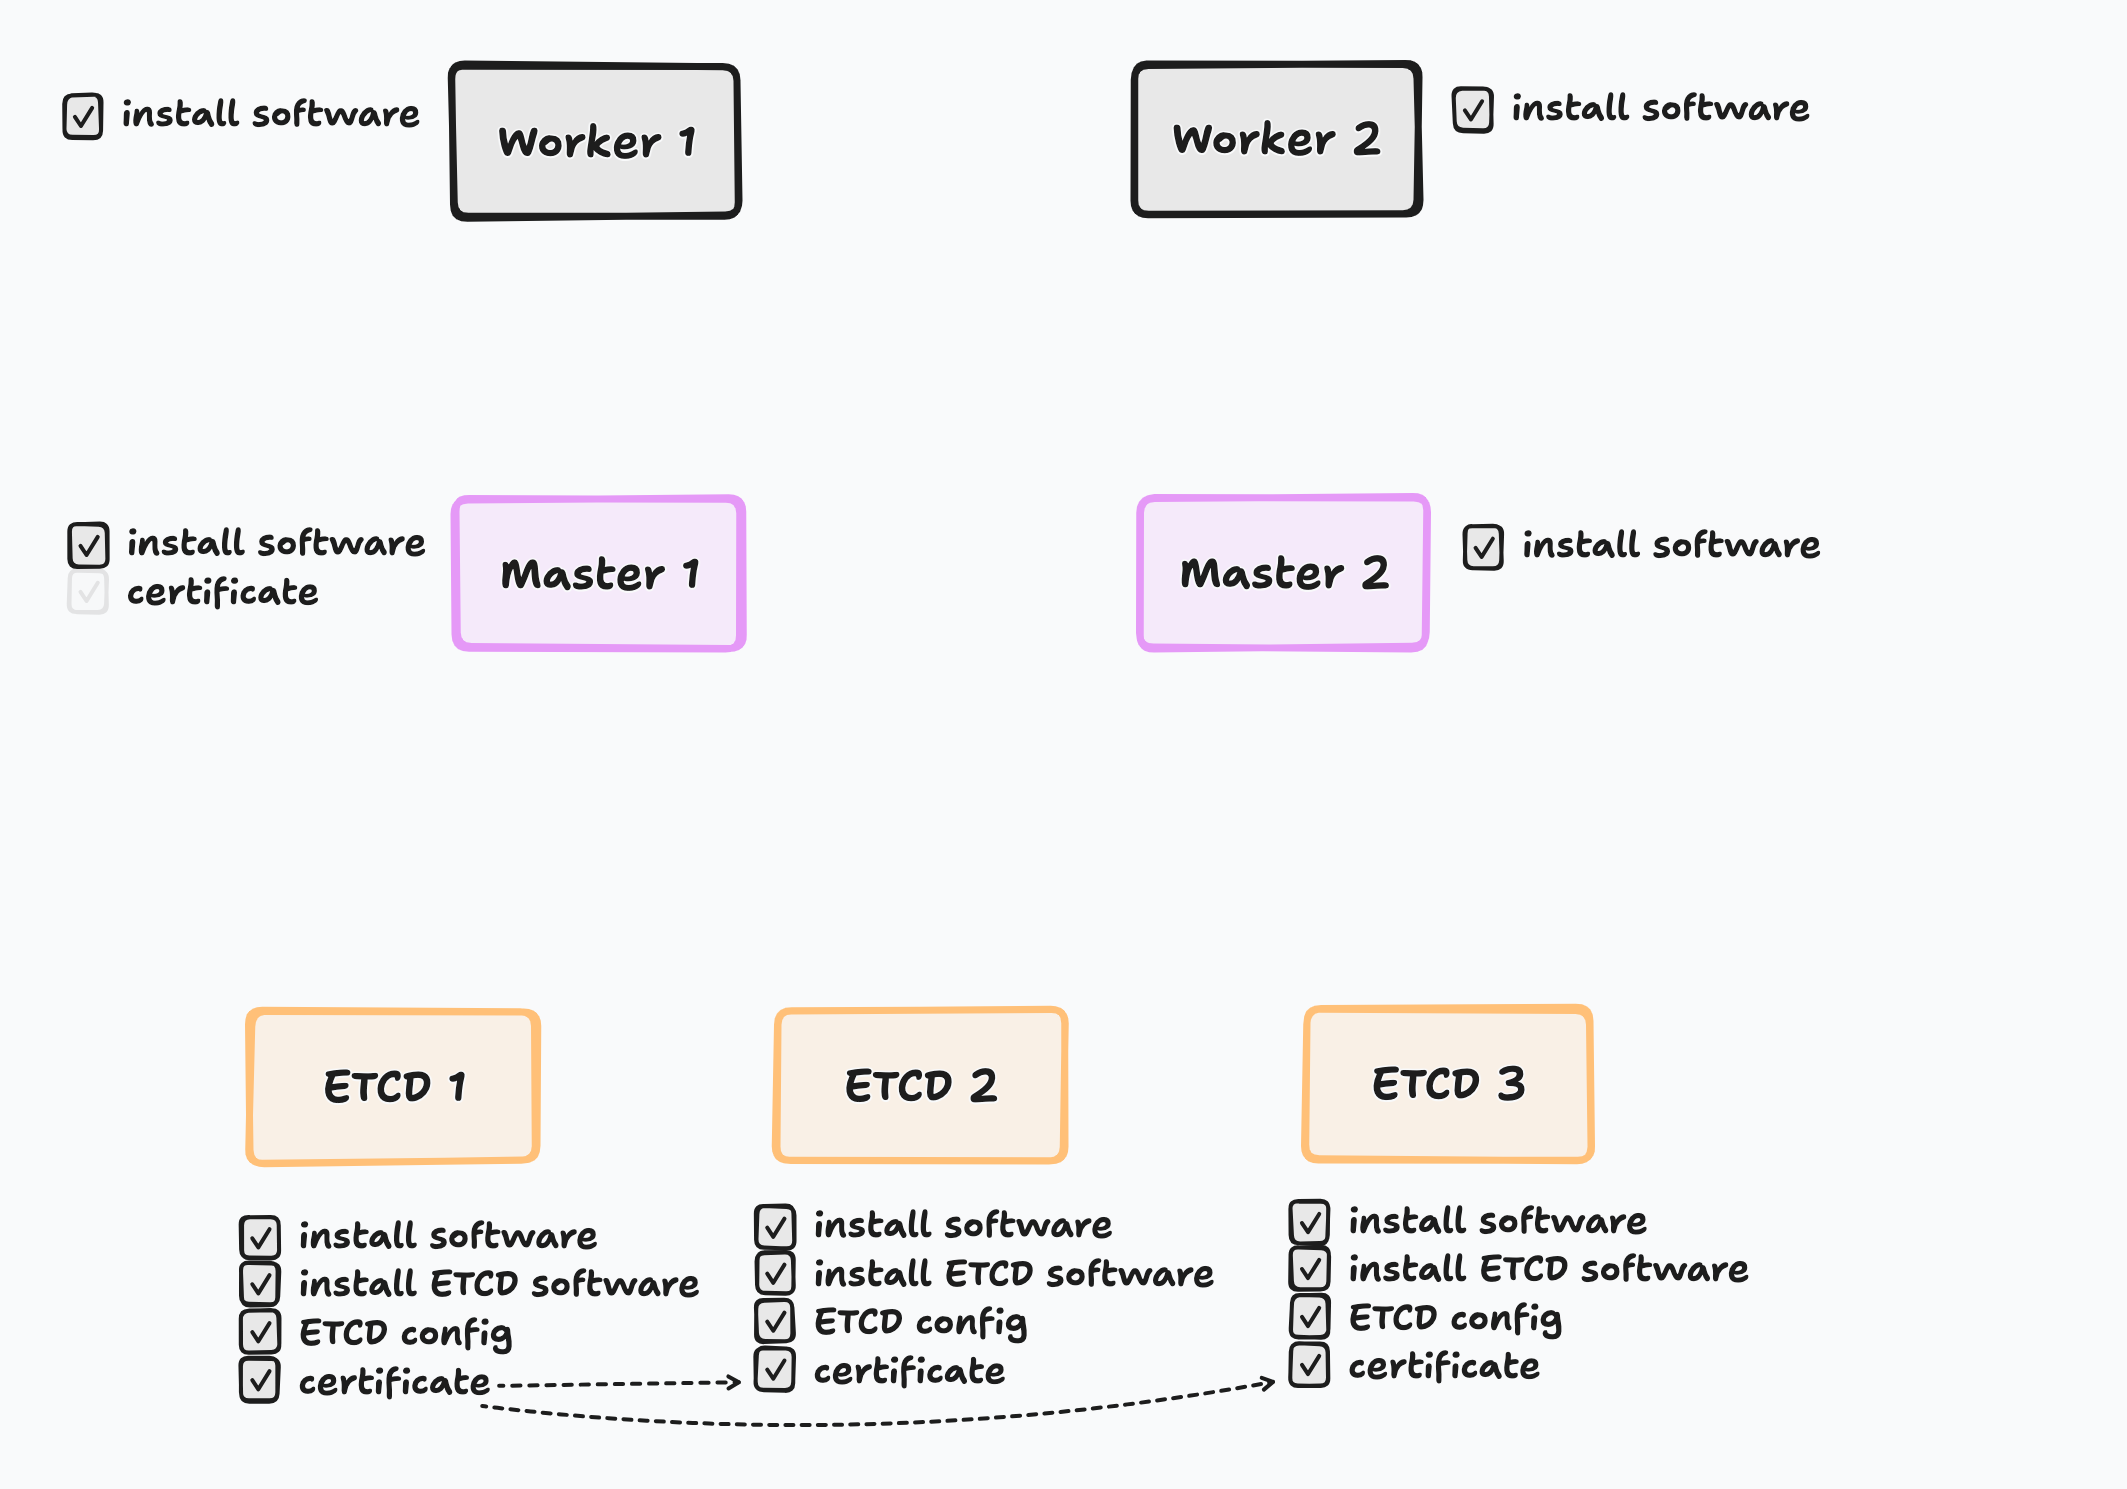 install software
Worker 1
Worker 2
install software
install software
certificate
Master 1
Master 2
install software
ETCD 1
ETCD 2
ETCD 3
install software
install ETCD software
ETCD config
certificate
install software
install ETCD software
ETCD config
certificate
install software
install ETCD software
ETCD config
certificate